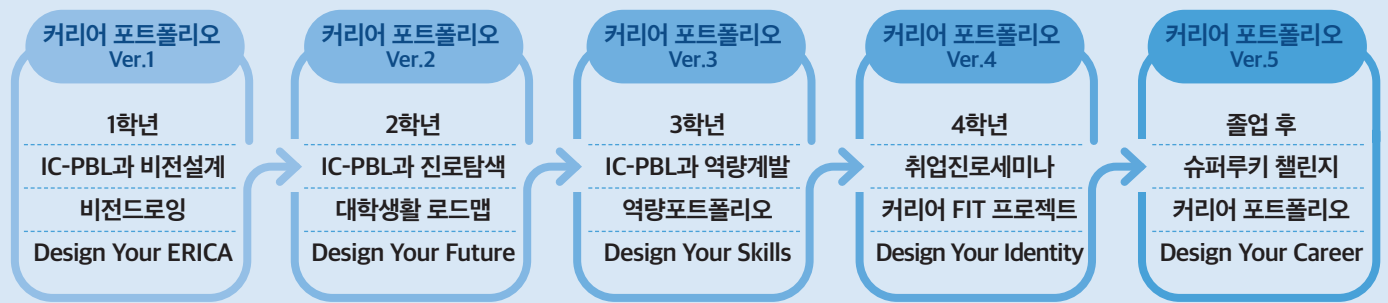 커리어 포트폴리오
Ver.1
1학년
IC-PBL과 비전설계
비전드로잉
Design Your ERICA
커리어 포트폴리오
Ver.2
2학년
IC-PBL과 진로탐색
대학생활 로드맵
Design Your Future
커리어 포트폴리오
Ver.3
3학년
IC-PBL과 역량계발
역량포트폴리오
Design Your Skills
커리어 포트폴리오
Ver.4
4학년
취업진로세미나
커리어 FIT 프로젝트
Design Your Identity
커리어 포트폴리오
Ver.5
졸업 후
슈퍼루키 챌린지
커리어 포트폴리오
Design Your Career